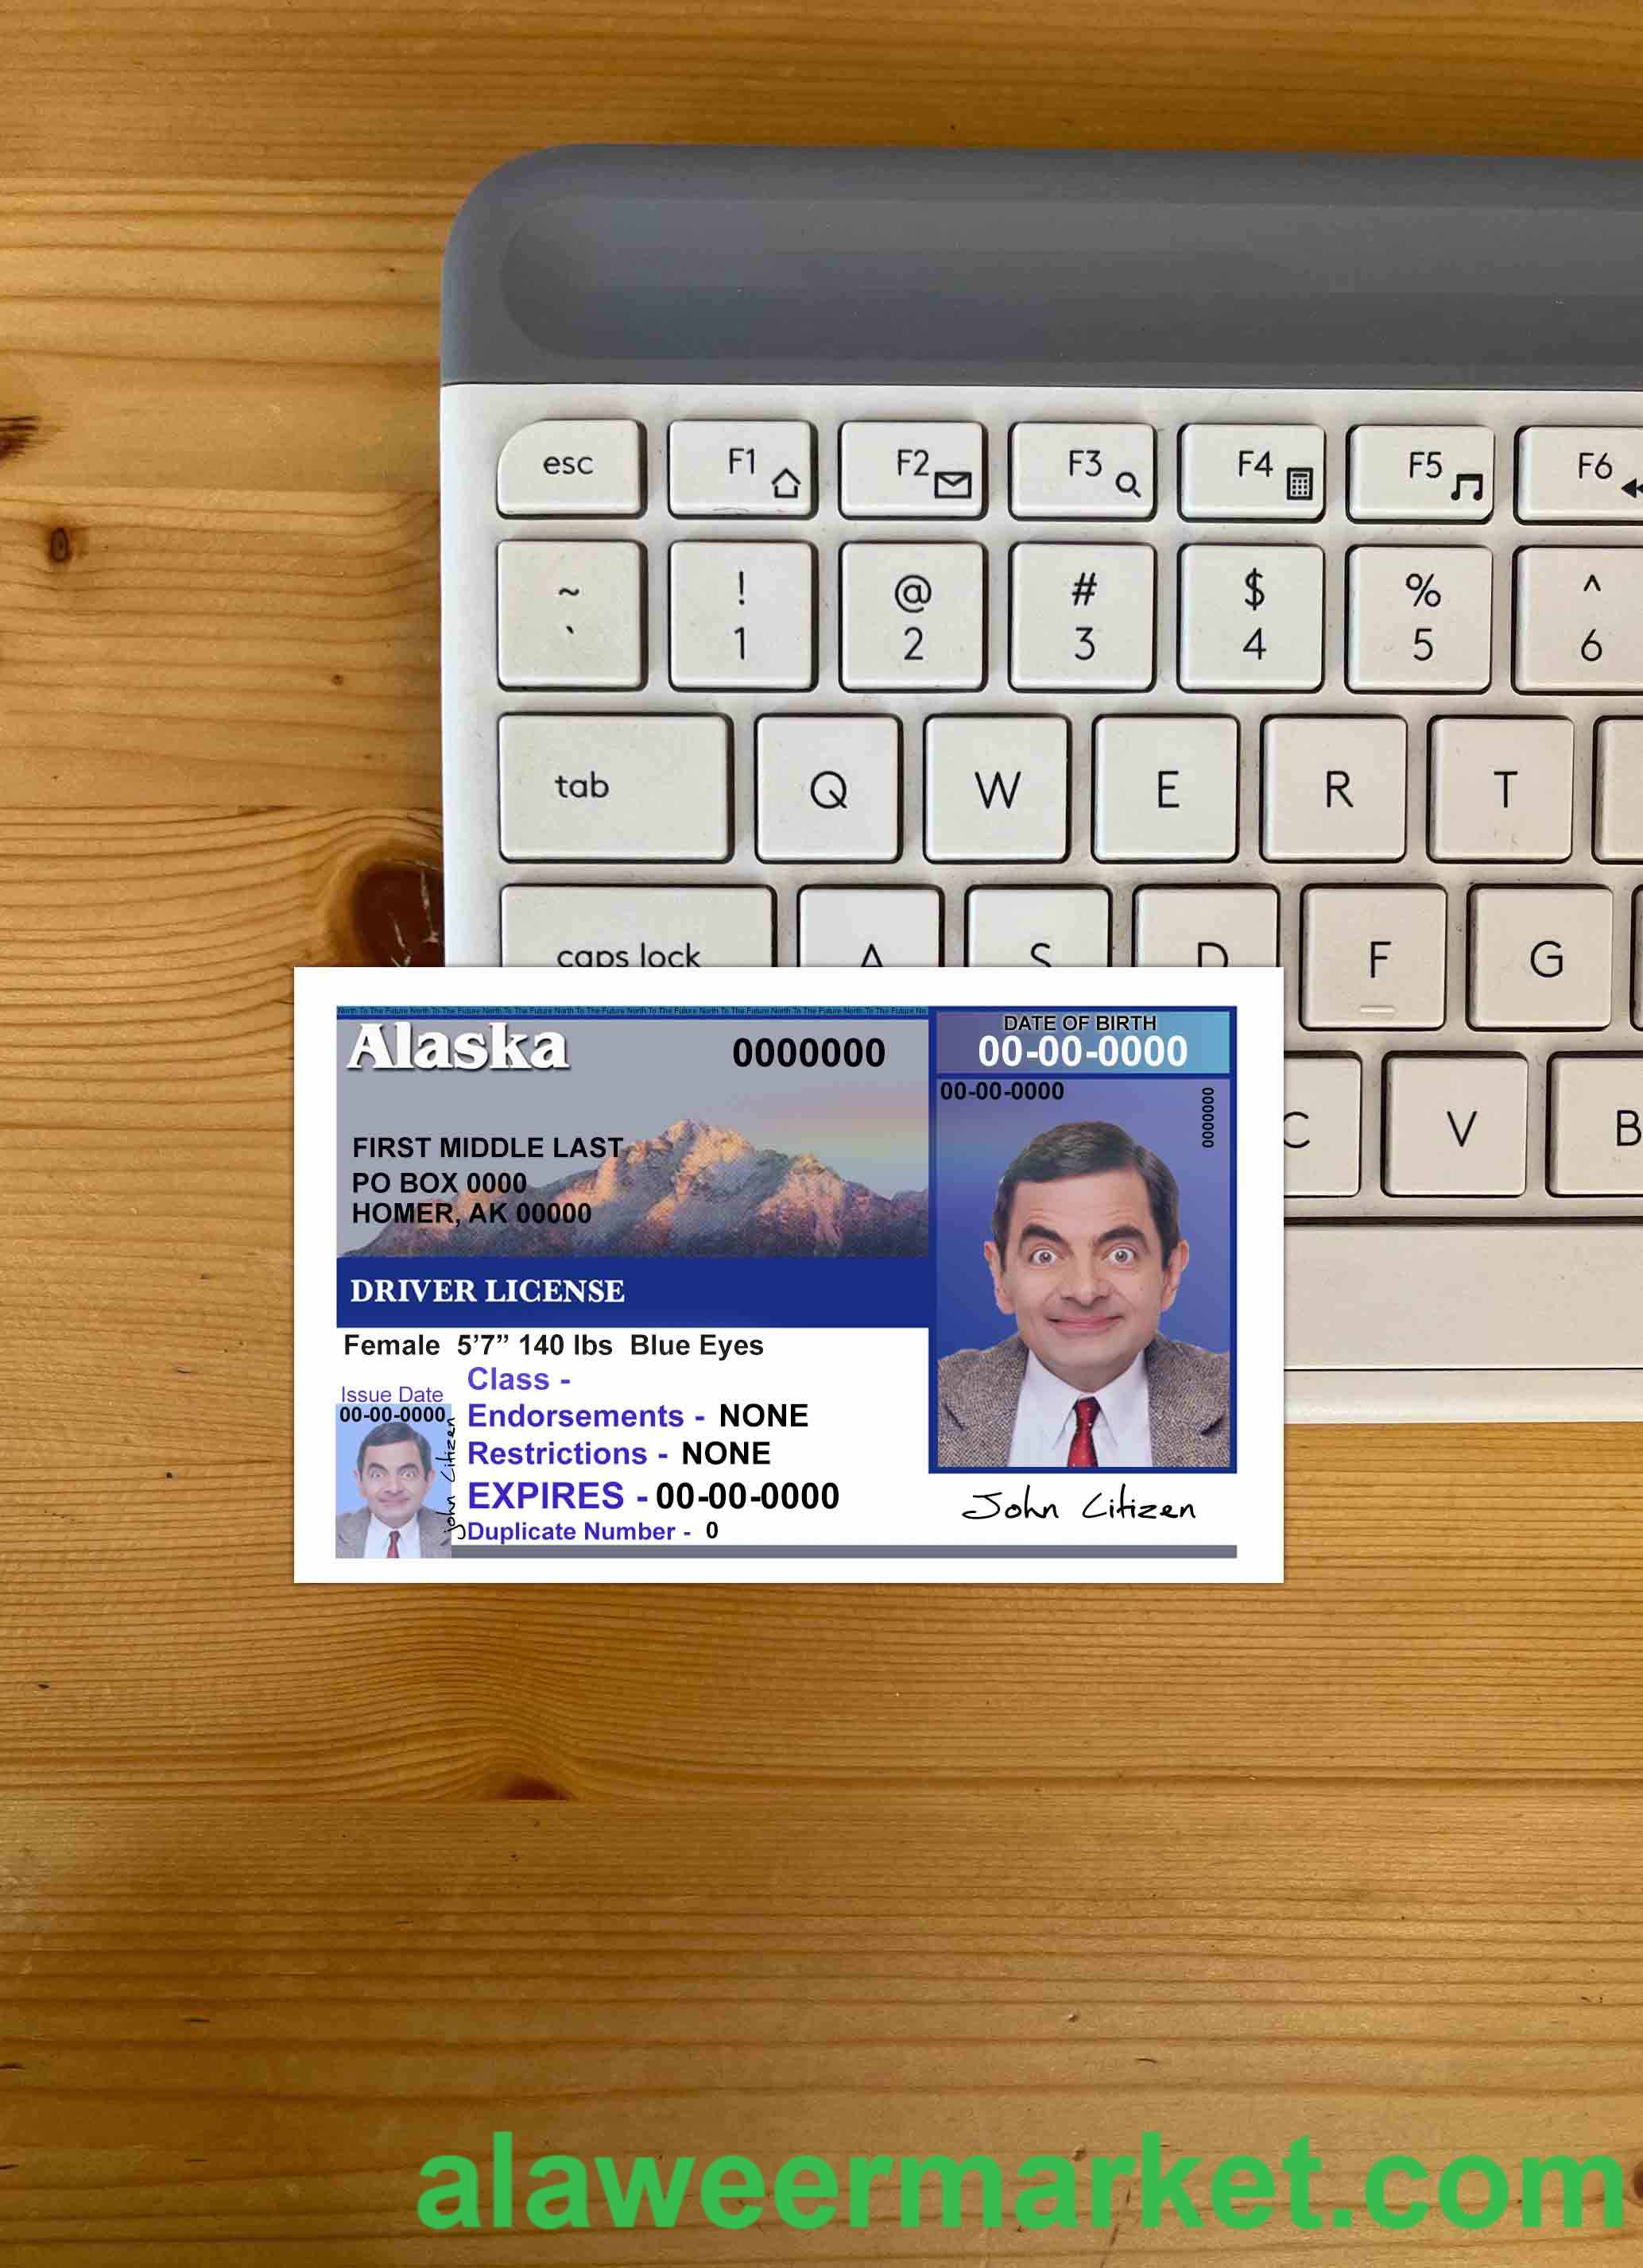 esc F1 F2 F3 F4 F5 F6
~ ! @ # $ % ^
` 1 2 3 4 5 6
tab Q W E R T
caps lock A S D F G
C V B
North To The Future North To The Future North To The Future North To The Future North To The Future North To The Future North To The Future North To The Future No
Alaska
0000000
DATE OF BIRTH
00-00-0000
00-00-0000
0000000
FIRST MIDDLE LAST
PO BOX 0000
HOMER, AK 00000
DRIVER LICENSE
Female 5’7” 140 lbs Blue Eyes
Class -
Issue Date
00-00-0000
Endorsements - NONE
Restrictions - NONE
EXPIRES - 00-00-0000
Duplicate Number - 0
John Citizen
John Citizen
alaweermarket.com